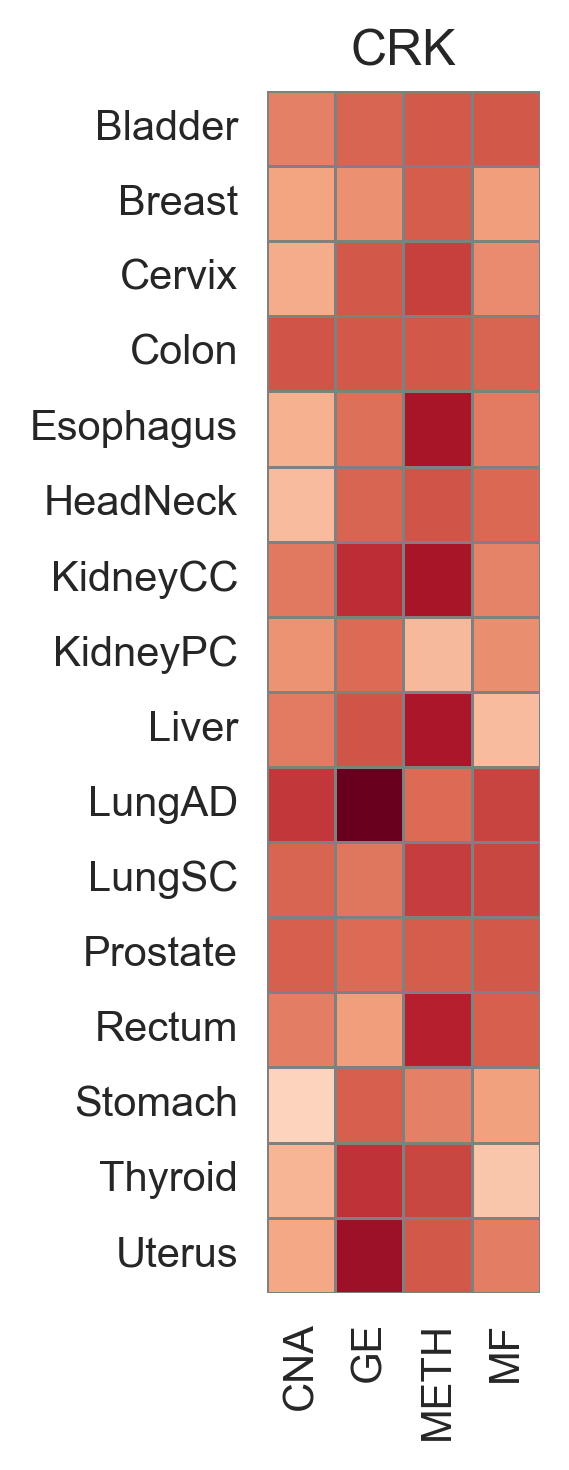 CRK
Bladder
Breast
Cervix
Colon
Esophagus
HeadNeck
KidneyCC
KidneyPC
Liver
LungAD
LungSC
Prostate
Rectum
Stomach
Thyroid
Uterus
CNA
GE
METH
MF